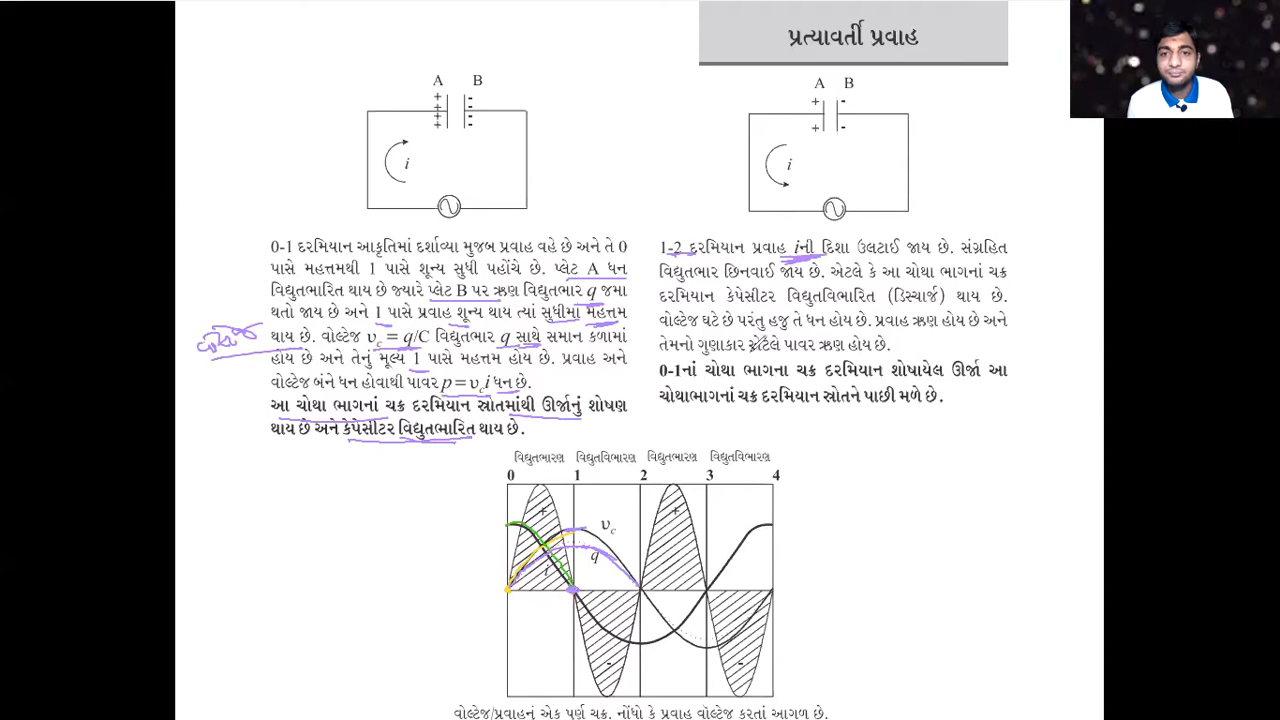 પ્રત્યાવર્તી પ્રવાહ
A B
+ -
+ -
+ -
+ -
i
A B
+ -
+ -
i
0-1 દરમિયાન આકૃતિમાં દર્શાવ્યા મુજબ પ્રવાહ વહે છે અને તે 0
પાસે મહત્તમથી 1 પાસે શૂન્ય સુધી પહોંચે છે. પ્લેટ A ધન
વિદ્યુતભારિત થાય છે જ્યારે પ્લેટ B પર ઋણ વિદ્યુતભાર q જમા
થતો જાય છે અને 1 પાસે પ્રવાહ શૂન્ય થાય ત્યાં સુધીમાં મહત્તમ
થાય છે. વોલ્ટેજ υc = q/C વિદ્યુતભાર q સાથે સમાન કળામાં
હોય છે અને તેનું મૂલ્ય 1 પાસે મહત્તમ હોય છે. પ્રવાહ અને
વોલ્ટેજ બંને ધન હોવાથી પાવર p = υc i ધન છે.
આ ચોથા ભાગનાં ચક્ર દરમિયાન સ્રોતમાંથી ઊર્જાનું શોષણ
થાય છે અને કેપેસીટર વિદ્યુતભારિત થાય છે.
1-2 દરમિયાન પ્રવાહ iની દિશા ઉલટાઈ જાય છે. સંગ્રહિત
વિદ્યુતભાર છિનવાઈ જાય છે. એટલે કે આ ચોથા ભાગનાં ચક્ર
દરમિયાન કેપેસીટર વિદ્યુતવિભારિત (ડિસ્ચાર્જ) થાય છે.
વોલ્ટેજ ઘટે છે પરંતુ હજુ તે ધન હોય છે. પ્રવાહ ઋણ હોય છે અને
તેમનો ગુણાકાર એટલે પાવર ઋણ હોય છે.
0-1નાં ચોથા ભાગના ચક્ર દરમિયાન શોષાયેલ ઊર્જા આ
ચોથાભાગનાં ચક્ર દરમિયાન સ્રોતને પાછી મળે છે.
વિદ્યુતભારણ વિદ્યુતવિભારણ વિદ્યુતભારણ વિદ્યુતવિભારણ
0 1 2 3 4
+ υc +
q
i
- -
વોલ્ટેજ/પ્રવાહનું એક પૂર્ણ ચક્ર. નોંધો કે પ્રવાહ વૉલ્ટેજ કરતાં આગળ છે.